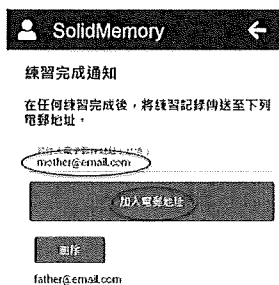 SolidMemory
練習完成通知
在任何練習完成後，將練習記錄傳送至下列
電郵地址。
mother@email.com
加入電郵地址
刪除
father@email.com